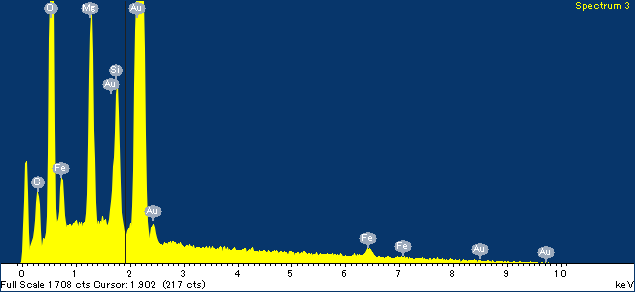 Spectrum 3
O Mg Au
Si
Au
Fe
C
Au
Fe
Fe
Au
Au
0 1 2 3 4 5 6 7 8 9 10
Full Scale 1708 cts Cursor: 1.902 (217 cts) keV